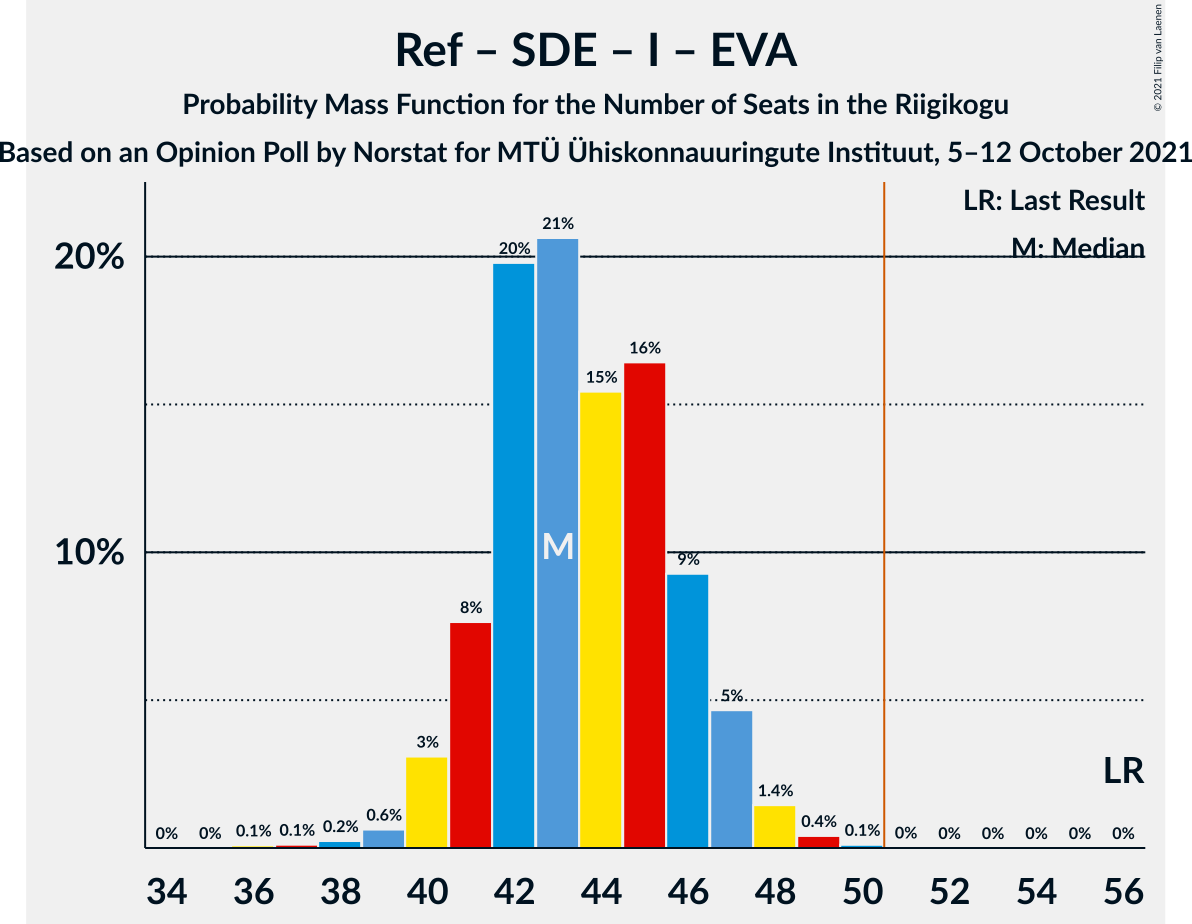 Ref – SDE – I – EVA
Probability Mass Function for the Number of Seats in the Riigikogu
Based on an Opinion Poll by Norstat for MTÜ Ühiskonnauuringute Instituut, 5–12 October 2021
© 2021 Filip van Laenen
LR: Last Result
M: Median
20%
10%
0% 0% 0.1% 0.1% 0.2% 0.6% 3% 8% 20% 21% 15% 16% 9% 5% 1.4% 0.4% 0.1% 0% 0% 0% 0% 0% 0%
M
LR
34 36 38 40 42 44 46 48 50 52 54 56